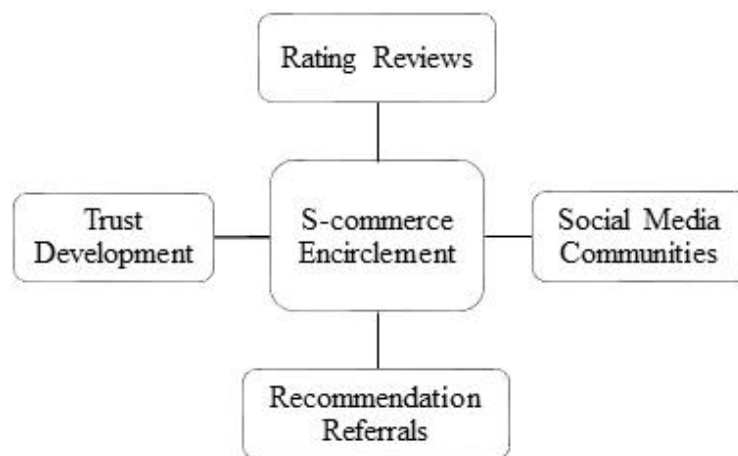 Rating Reviews
Trust
Development
S-commerce
Encirclement
Social Media
Communities
Recommendation
Referrals